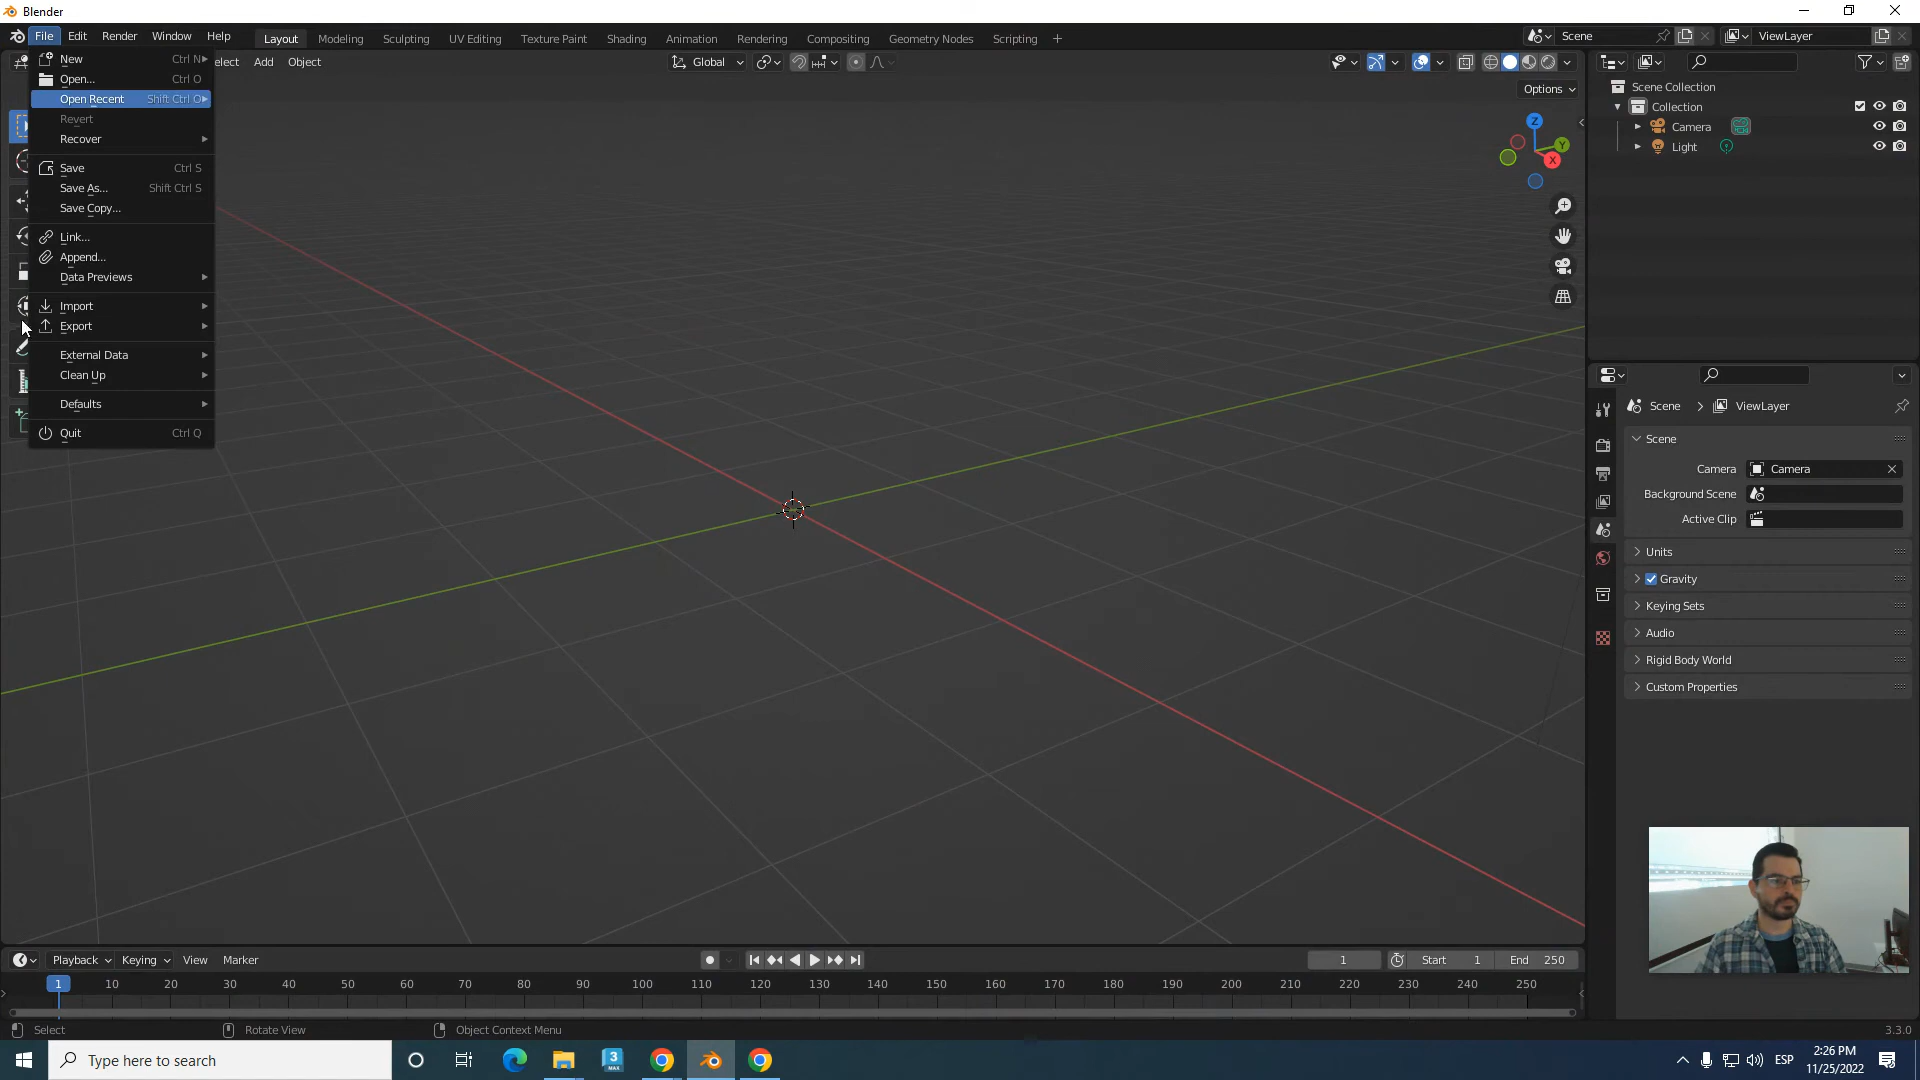 Blender
File Edit Render Window Help Layout Modeling Sculpting UV Editing Texture Paint Shading Animation Rendering Compositing Geometry Nodes Scripting + Scene ViewLayer
elect Add Object Global
Options
New Ctrl N
Open... Ctrl O
Open Recent Shift Ctrl O
Revert
Recover
Save Ctrl S
Save As... Shift Ctrl S
Save Copy...
Link...
Append...
Data Previews
Import
Export
External Data
Clean Up
Defaults
Quit Ctrl Q
Z
Y
X
Scene Collection
Collection
Camera
Light
Scene > ViewLayer
Scene
Camera Camera
Background Scene
Active Clip
Units
Gravity
Keying Sets
Audio
Rigid Body World
Custom Properties
Playback Keying View Marker 1 Start 1 End 250
1 10 20 30 40 50 60 70 80 90 100 110 120 130 140 150 160 170 180 190 200 210 220 230 240 250
Select Rotate View Object Context Menu 3.3.0
Type here to search
3
MAX
ESP
2:26 PM
11/25/2022